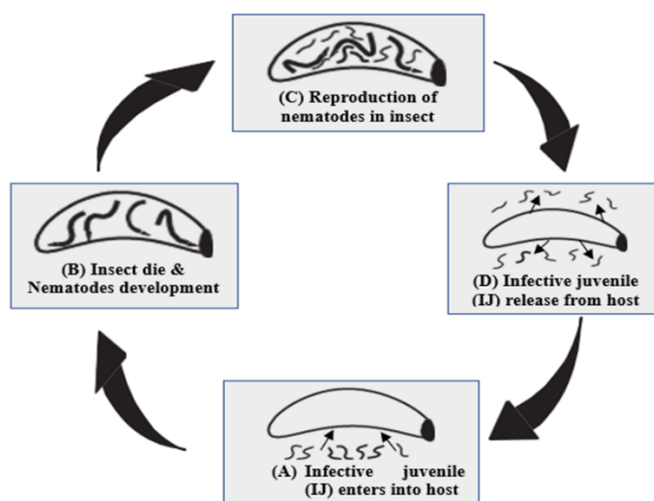 (C) Reproduction of
nematodes in insect
(B) Insect die &
Nematodes development
(D) Infective juvenile
(IJ) release from host
(A) Infective juvenile
(IJ) enters into host